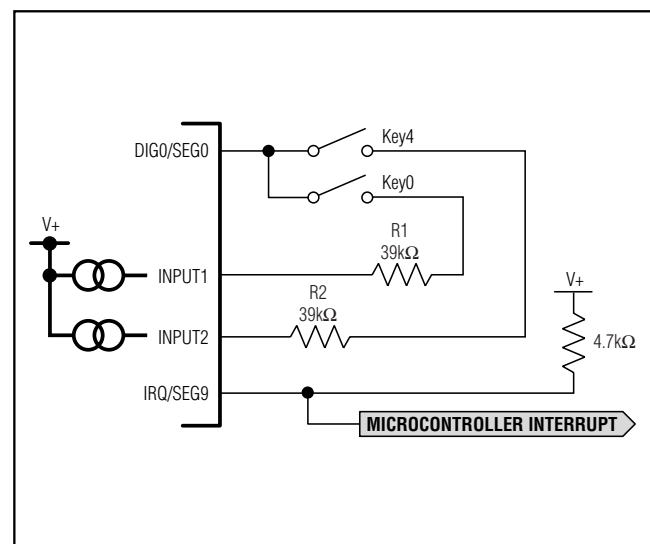 DIG0/SEG0
Key4
Key0
V+
R1
39kΩ
INPUT1
R2
39kΩ
V+
INPUT2
4.7kΩ
IRQ/SEG9
MICROCONTROLLER INTERRUPT